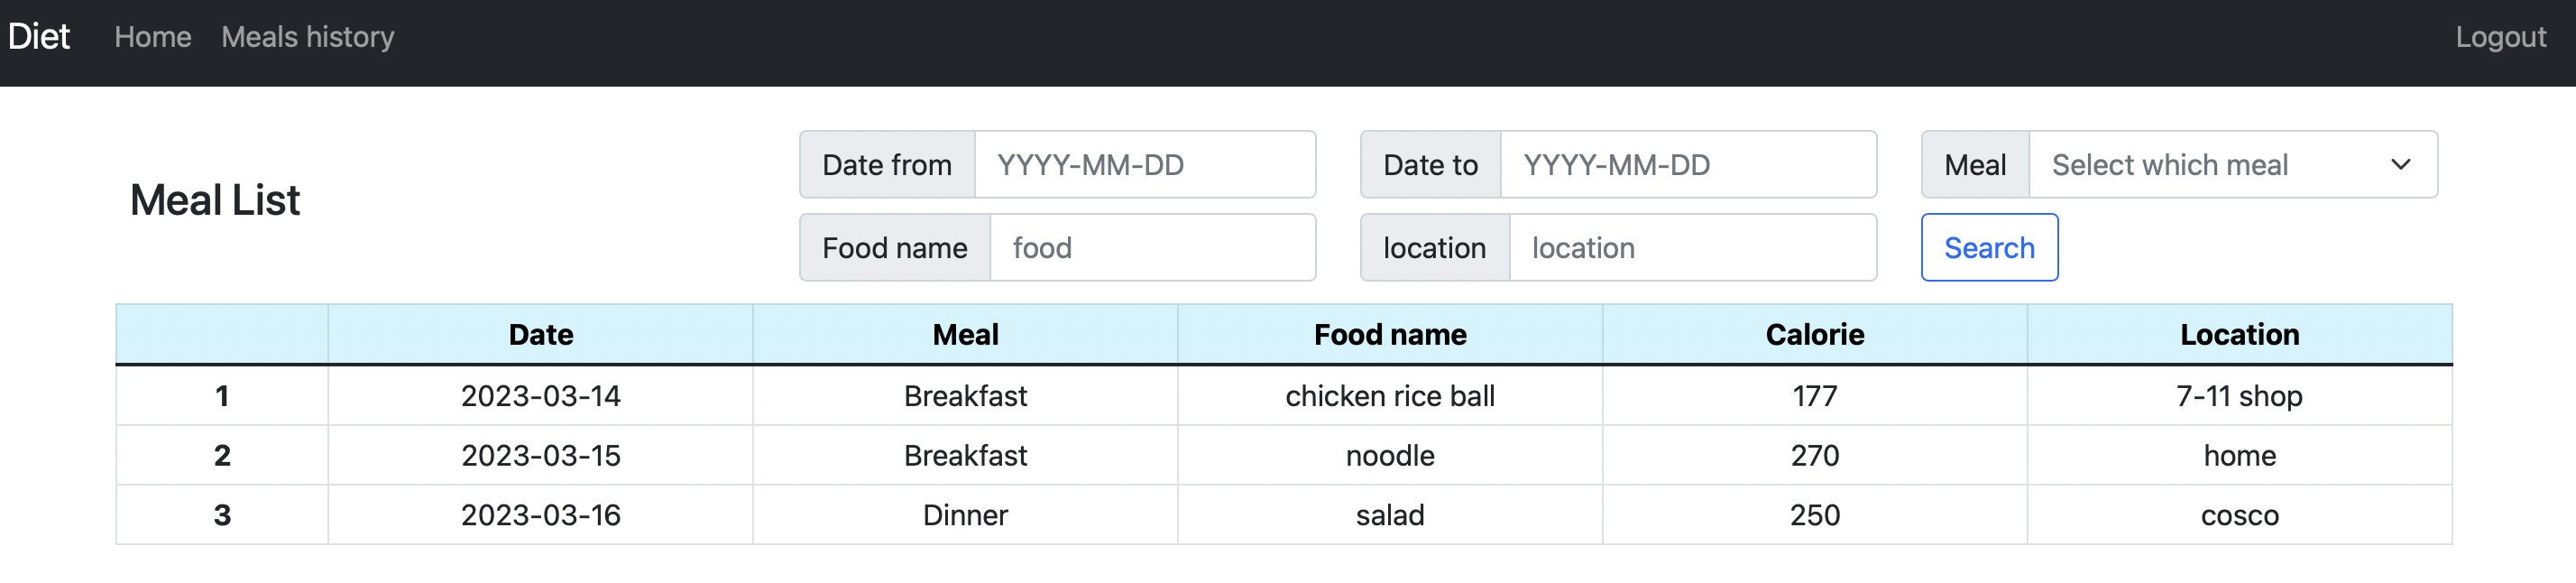 Diet Home Meals history Logout
Meal List
Date from YYYY-MM-DD Date to YYYY-MM-DD Meal Select which meal
Food name food location location Search
Date Meal Food name Calorie Location
1 2023-03-14 Breakfast chicken rice ball 177 7-11 shop
2 2023-03-15 Breakfast noodle 270 home
3 2023-03-16 Dinner salad 250 cosco